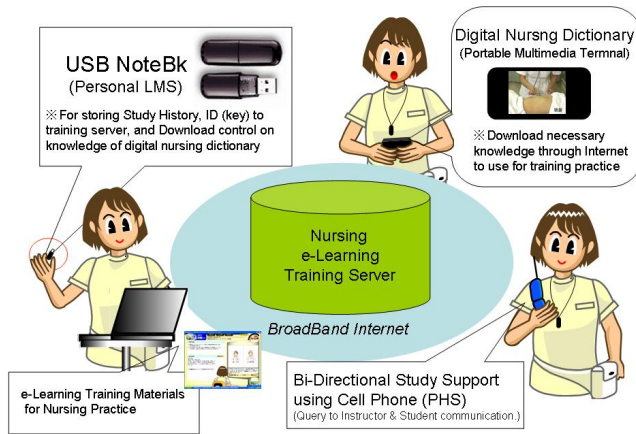 USB NoteBk
(Personal LMS)
※ For storing Study History, ID (key) to
training server, and Download control on
knowledge of digital nursing dictionary
Digital Nursng Dictionary
(Portable Multimedia Termnal)
※ Download necessary
knowledge through Internet
to use for training practice
Nursing
e-Learning
Training Server
BroadBand Internet
e-Learning Training Materials
for Nursing Practice
Bi-Directional Study Support
using Cell Phone (PHS)
(Query to Instructor & Student communication.)